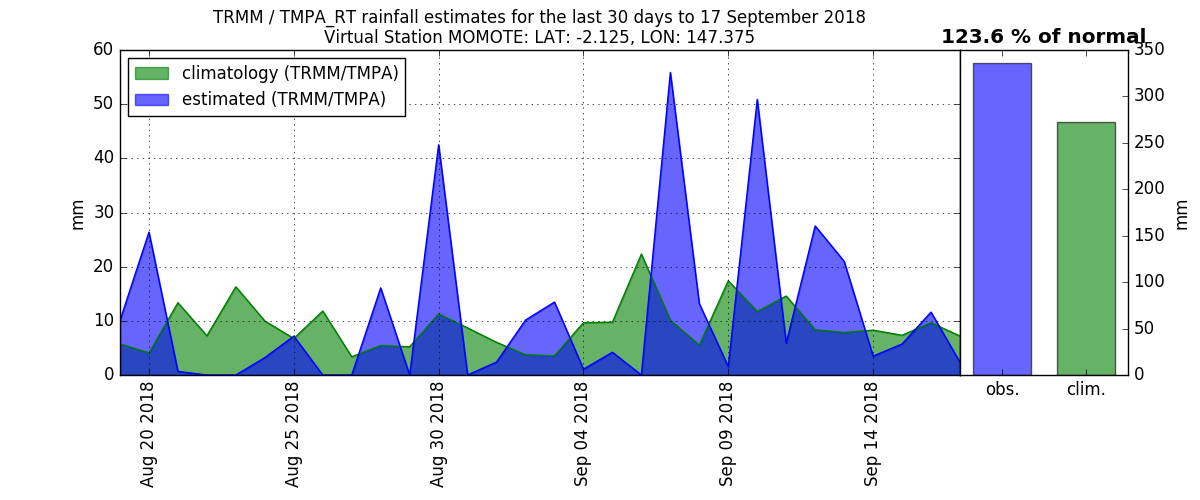 TRMM / TMPA_RT rainfall estimates for the last 30 days to 17 September 2018
Virtual Station MOMOTE: LAT: -2.125, LON: 147.375
123.6 % of normal
climatology (TRMM/TMPA)
estimated (TRMM/TMPA)
60
50
40
30
20
10
0
mm
Aug 20 2018
Aug 25 2018
Aug 30 2018
Sep 04 2018
Sep 09 2018
Sep 14 2018
350
300
250
200
150
100
50
0
mm
obs.
clim.